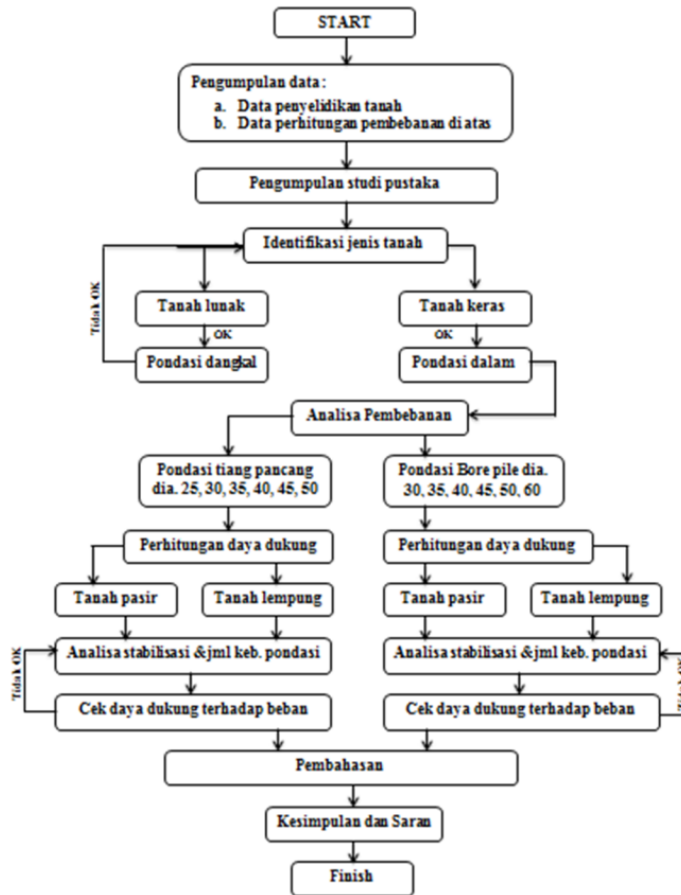 START
Pengumpulan data :
a. Data penyelidikan tanah
b. Data perhitungan pembebanan di atas
Pengumpulan studi pustaka
Identifikasi jenis tanah
Tidak OK
Tanah lunak
Tanah keras
OK
OK
Pondasi dangkal
Pondasi dalam
Analisa Pembebanan
Pondasi tiang pancang
dia. 25, 30, 35, 40, 45, 50
Pondasi Bore pile dia.
30, 35, 40, 45, 50, 60
Perhitungan daya dukung
Perhitungan daya dukung
Tanah pasir
Tanah lempung
Tanah pasir
Tanah lempung
Tidak OK
Analisa stabilisasi &jml keb. pondasi
Analisa stabilisasi &jml keb. pondasi
Tidak OK
Cek daya dukung terhadap beban
Cek daya dukung terhadap beban
Pembahasan
Kesimpulan dan Saran
Finish